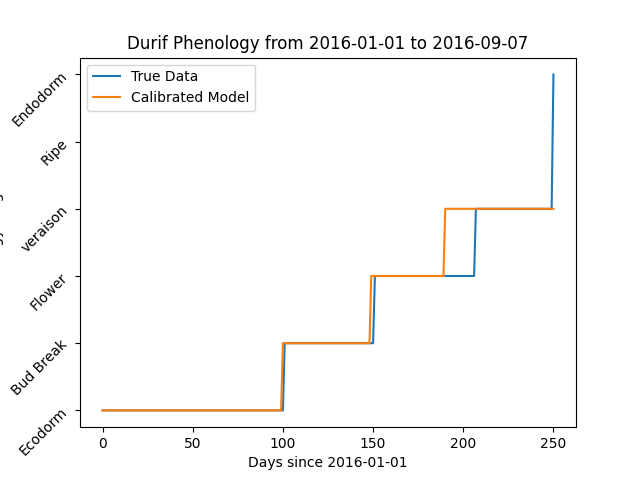 Durif Phenology from 2016-01-01 to 2016-09-07
True Data
Calibrated Model
Endodorm
Ripe
veraison
Flower
Bud Break
Ecodorm
0 50 100 150 200 250
Days since 2016-01-01